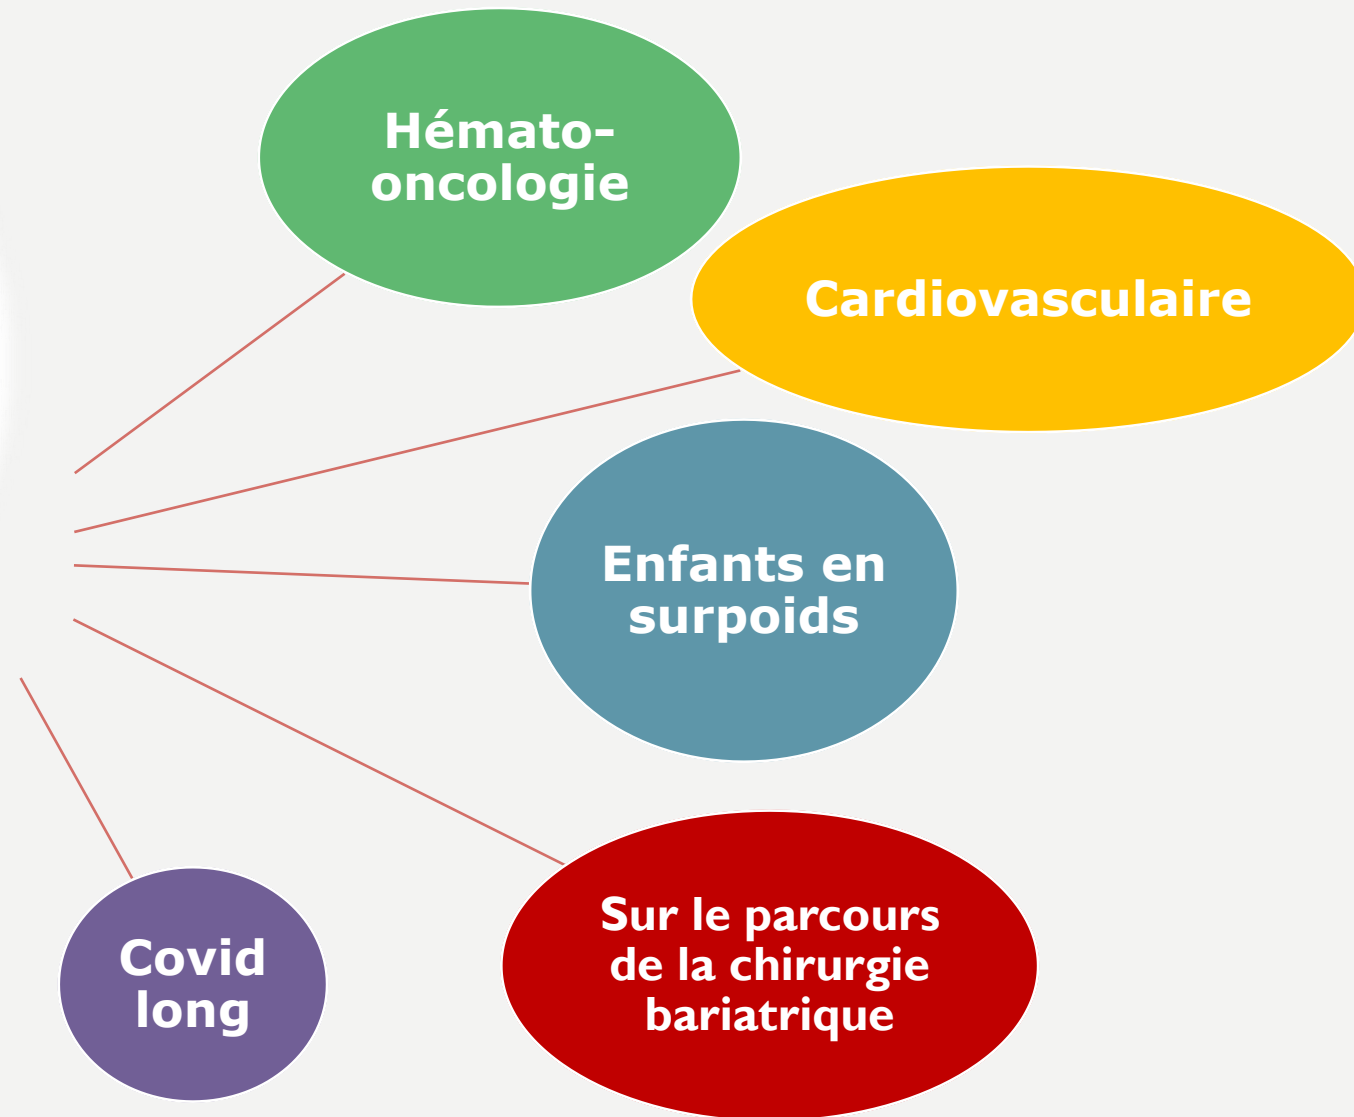 Hémato-
oncologie
Cardiovasculaire
Enfants en
surpoids
Sur le parcours
de la chirurgie
bariatrique
Covid
long